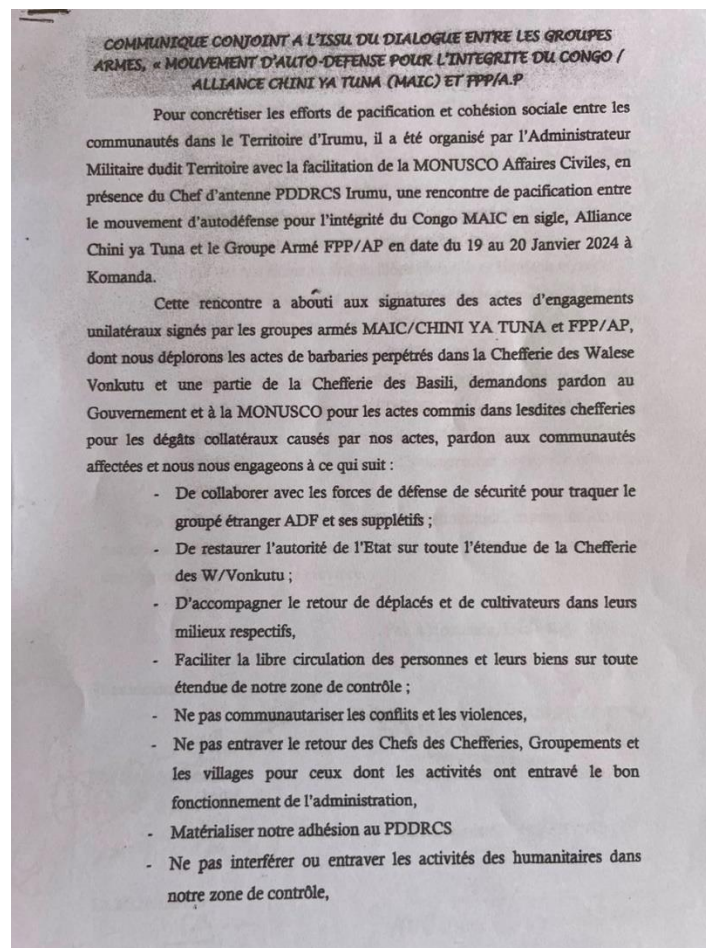 COMMUNIQUE CONJOINT A L'ISSU DU DIALOGUE ENTRE LES GROUPES
ARMES, « MOUVEMENT D'AUTO-DEFENSE POUR L'INTEGRITE DU CONGO /
ALLIANCE CHINI YA TUNA (MAIC) ET FPP/A.P
Pour concrétiser les efforts de pacification et cohésion sociale entre les
communautés dans le Territoire d'Irumu, il a été organisé par l'Administrateur
Militaire dudit Territoire avec la facilitation de la MONUSCO Affaires Civiles, en
présence du Chef d'antenne PDDRCS Irumu, une rencontre de pacification entre
le mouvement d'autodéfense pour l'intégrité du Congo MAIC en sigle, Alliance
Chini ya Tuna et le Groupe Armé FPP/AP en date du 19 au 20 Janvier 2024 à
Komanda.
Cette rencontre a abouti aux signatures des actes d'engagements
unilatéraux signés par les groupes armés MAIC/CHINI YA TUNA et FPP/AP,
dont nous déplorons les actes de barbaries perpétrés dans la Chefferie des Walese
Vonkutu et une partie de la Chefferie des Basili, demandons pardon au
Gouvernement et à la MONUSCO pour les actes commis dans lesdites chefferies
pour les dégâts collatéraux causés par nos actes, pardon aux communautés
affectées et nous nous engageons à ce qui suit :
- De collaborer avec les forces de défense de sécurité pour traquer le
groupé étranger ADF et ses supplétifs ;
- De restaurer l'autorité de l'Etat sur toute l'étendue de la Chefferie
des W/Vonkutu ;
- D'accompagner le retour de déplacés et de cultivateurs dans leurs
milieux respectifs,
- Faciliter la libre circulation des personnes et leurs biens sur toute
étendue de notre zone de contrôle ;
- Ne pas communautariser les conflits et les violences,
- Ne pas entraver le retour des Chefs des Chefferies, Groupements et
les villages pour ceux dont les activités ont entravé le bon
fonctionnement de l'administration,
- Matérialiser notre adhésion au PDDRCS
- Ne pas interférer ou entraver les activités des humanitaires dans
notre zone de contrôle,